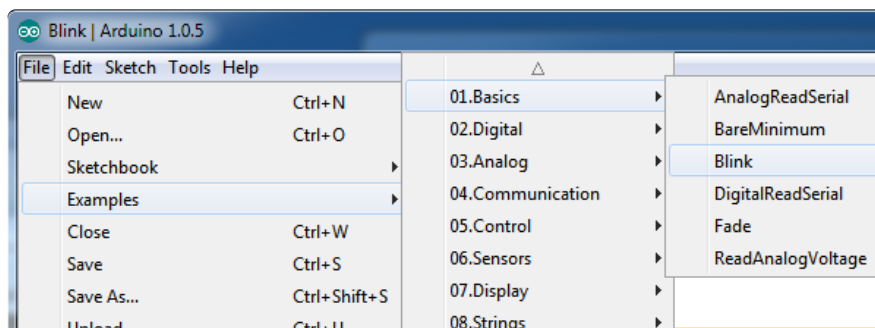 Blink | Arduino 1.0.5
File Edit Sketch Tools Help
New Ctrl+N
Open... Ctrl+O
Sketchbook
Examples
Close Ctrl+W
Save Ctrl+S
Save As... Ctrl+Shift+S
Upload Ctrl+U
01.Basics
02.Digital
03.Analog
04.Communication
05.Control
06.Sensors
07.Display
08.Strings
AnalogReadSerial
BareMinimum
Blink
DigitalReadSerial
Fade
ReadAnalogVoltage